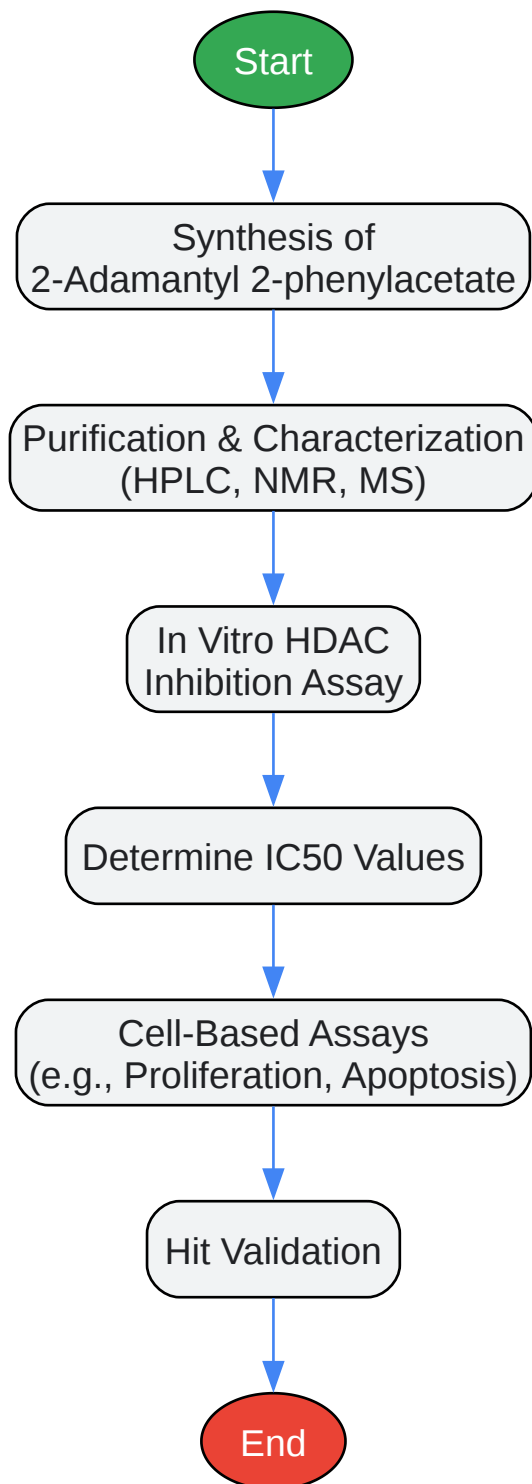 Start
Synthesis of
2-Adamantyl 2-phenylacetate
Purification & Characterization
(HPLC, NMR, MS)
In Vitro HDAC
Inhibition Assay
Determine IC50 Values
Cell-Based Assays
(e.g., Proliferation, Apoptosis)
Hit Validation
End